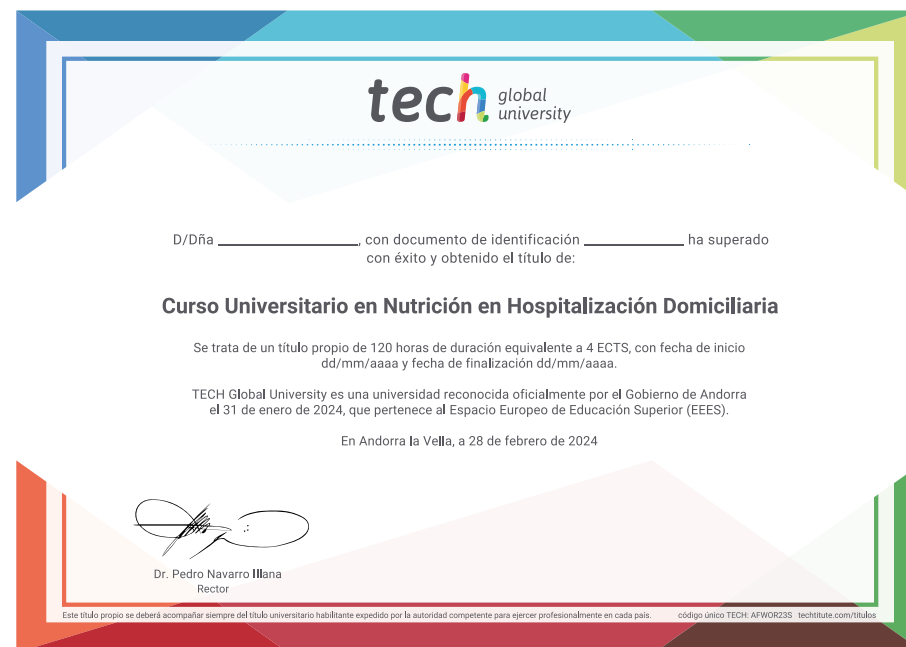 tech global
university
D/Dña ____________________, con documento de identificación ______________ ha superado
con éxito y obtenido el título de:
Curso Universitario en Nutrición en Hospitalización Domiciliaria
Se trata de un título propio de 120 horas de duración equivalente a 4 ECTS, con fecha de inicio
dd/mm/aaaa y fecha de finalización dd/mm/aaaa.
TECH Global University es una universidad reconocida oficialmente por el Gobierno de Andorra
el 31 de enero de 2024, que pertenece al Espacio Europeo de Educación Superior (EEES).
En Andorra la Vella, a 28 de febrero de 2024
Dr. Pedro Navarro Illana
Rector
Este título propio se deberá acompañar siempre del título universitario habilitante expedido por la autoridad competente para ejercer profesionalmente en cada país. código único TECH: AFWOR23S techtitute.com/titulos